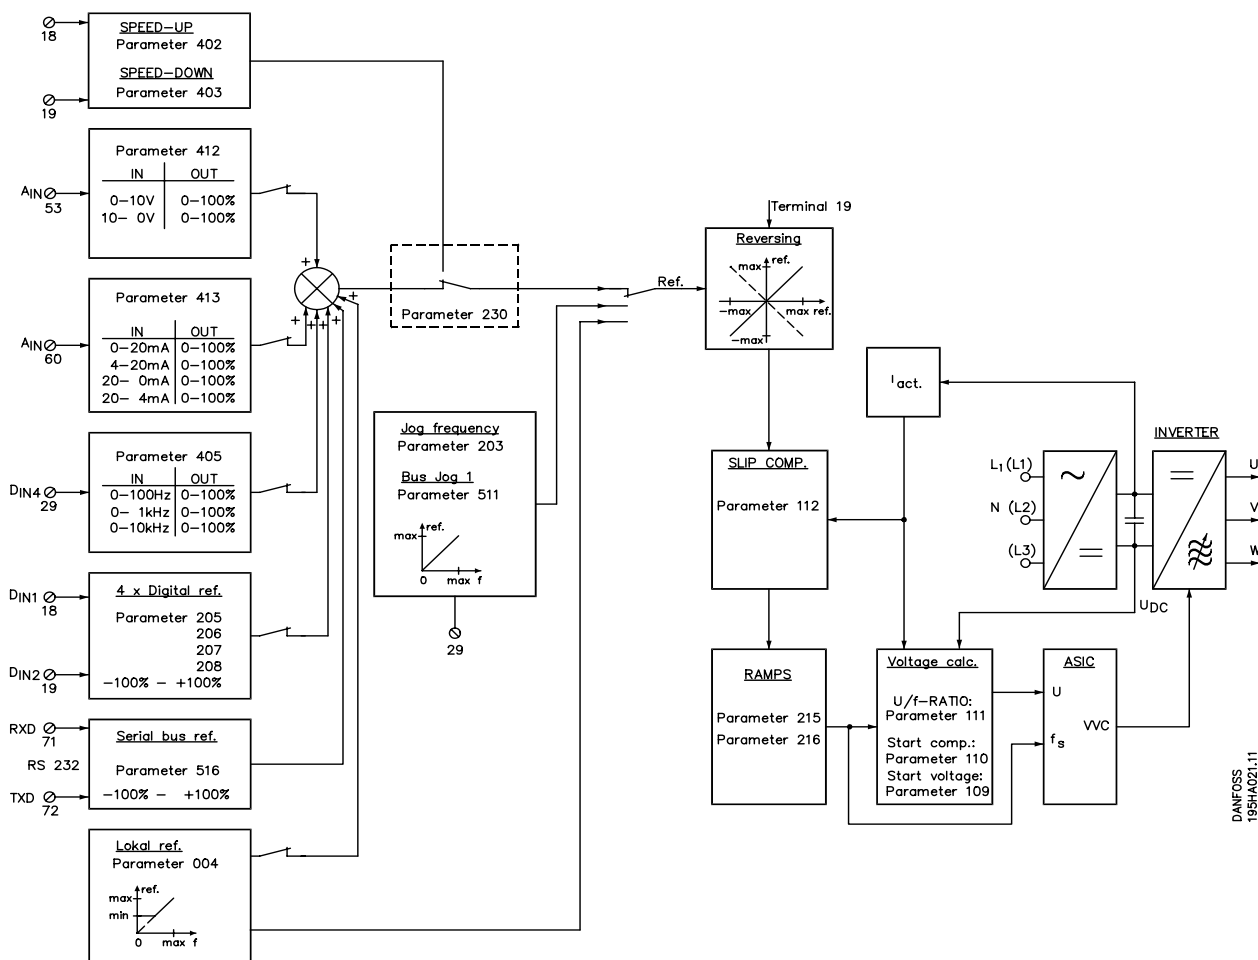 18
SPEED-UP
Parameter 402
SPEED-DOWN
Parameter 403
19
Parameter 412
IN OUT
0-10V 0-100%
10- 0V 0-100%
AIN
53
Parameter 413
IN OUT
0-20mA 0-100%
4-20mA 0-100%
20- 0mA 0-100%
20- 4mA 0-100%
AIN
60
Parameter 405
IN OUT
0-100Hz 0-100%
0- 1kHz 0-100%
0-10kHz 0-100%
DIN4
29
DIN1
18
4 x Digital ref.
Parameter 205
206
207
208
-100% - +100%
DIN2
19
RXD
71
RS 232
TXD
72
Serial bus ref.
Parameter 516
-100% - +100%
Lokal ref.
Parameter 004
ref.
max
min
0 max f
+
+
+
+ +
+
Parameter 230
Jog frequency
Parameter 203
Bus Jog 1
Parameter 511
ref.
max
0 max f
29
Ref.
Terminal 19
Reversing
max ref.
-max max ref.
-max
I act.
SLIP COMP.
Parameter 112
RAMPS
Parameter 215
Parameter 216
Voltage calc.
U/f-RATIO:
Parameter 111
Start comp.:
Parameter 110
Start voltage:
Parameter 109
ASIC
U
VVC
fs
INVERTER
L1 (L1)
N (L2)
(L3)
UDC
U
V
W
DANFOSS
195HA021.11